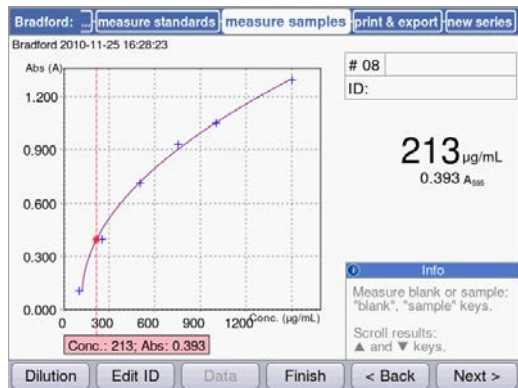 Bradford: ... measure standards measure samples print & export new series
Bradford 2010-11-25 16:28:23
Abs (A)
1.200
0.900
0.600
0.300
0.000
0 300 600 900 1200 Conc. (µg/mL)
Conc.: 213; Abs: 0.393
# 08
ID:
213 µg/mL
0.393 A595
Info
Measure blank or sample:
"blank", "sample" keys.
Scroll results:
▲ and ▼ keys.
Dilution Edit ID Data Finish < Back Next >